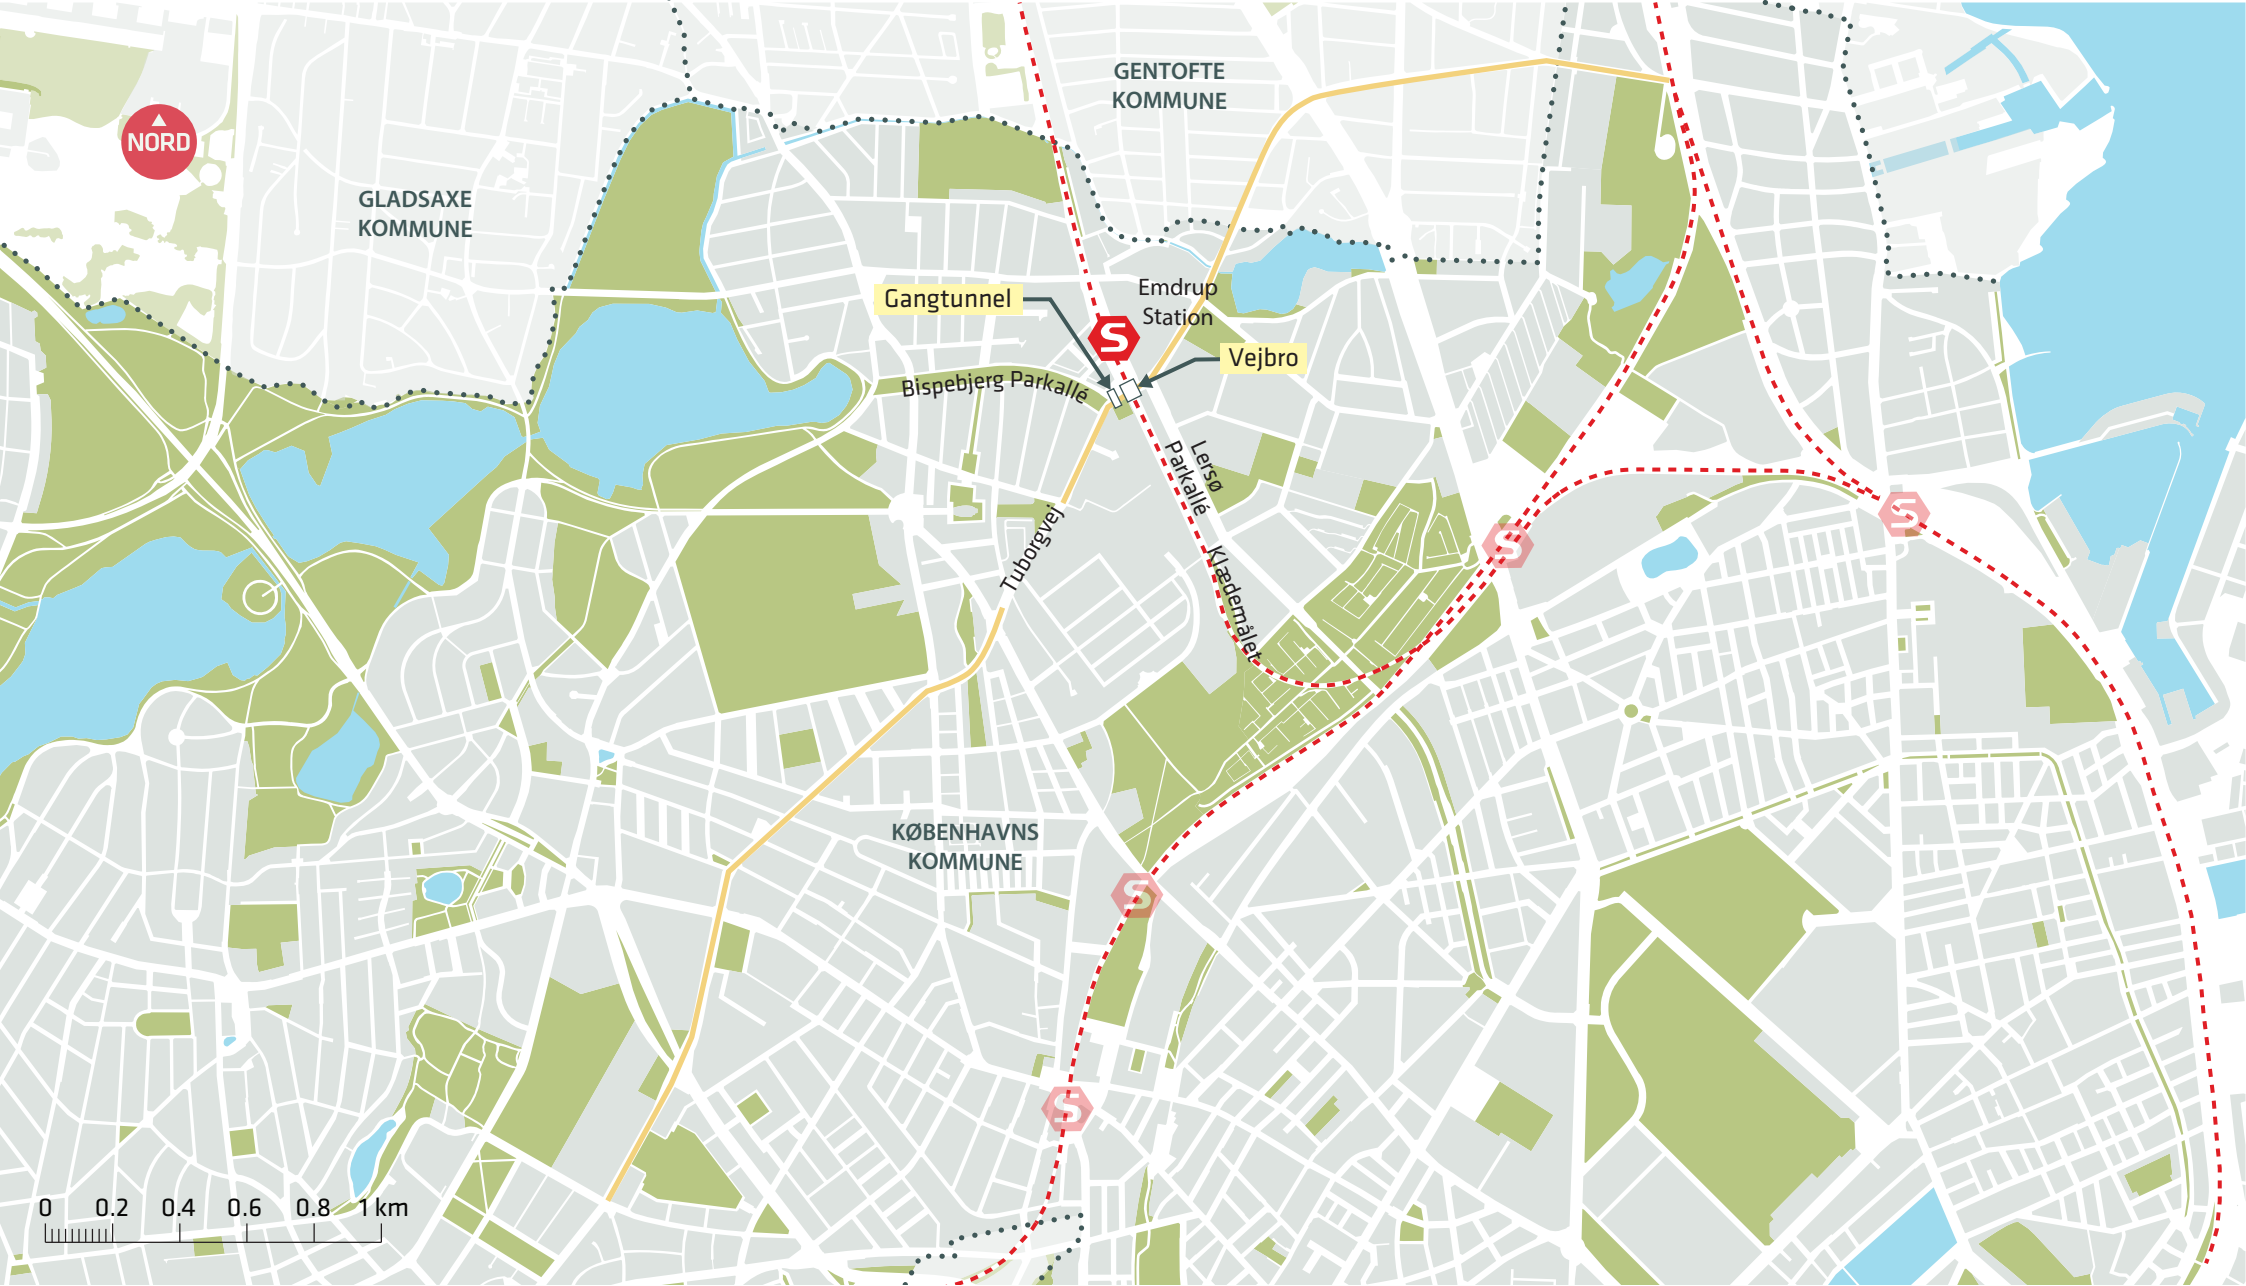 GENTOFTE
KOMMUNE
NORD
GLADSAXE
KOMMUNE
Gangtunnel
Emdrup
Station
S
Vejbro
Bispebjerg Parkallé
Lersø
Parkallé
S
S
Tuborgvej
Klædemålet
KØBENHAVNS
KOMMUNE
S
S
0 0.2 0.4 0.6 0.8 1 km